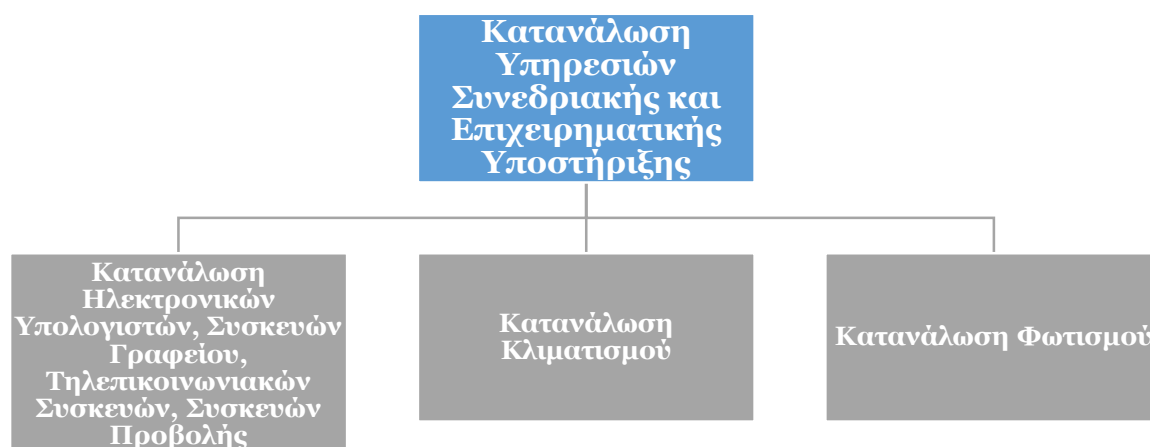 Κατανάλωση
Υπηρεσιών
Συνεδριακής και
Επιχειρηματικής
Υποστήριξης
Κατανάλωση
Ηλεκτρονικών
Υπολογιστών, Συσκευών
Γραφείου,
Τηλεπικοινωνιακών
Συσκευών, Συσκευών
Προβολής
Κατανάλωση
Κλιματισμού
Κατανάλωση Φωτισμού